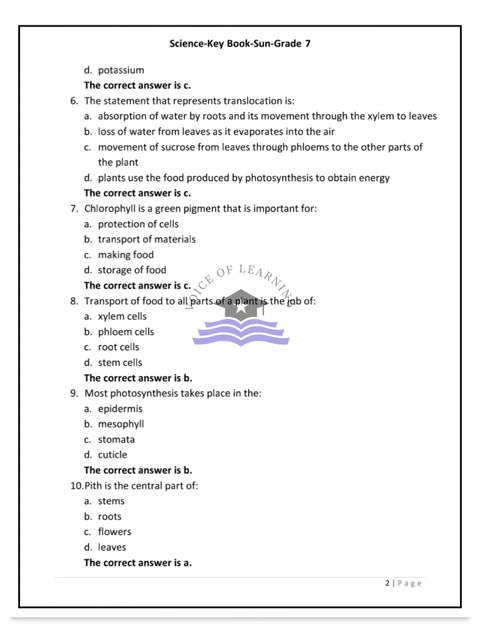 Science-Key Book-Sun-Grade 7
d. potassium
The correct answer is c.
6. The statement that represents translocation is:
a. absorption of water by roots and its movement through the xylem to leaves
b. loss of water from leaves as it evaporates into the air
c. movement of sucrose from leaves through phloems to the other parts of
the plant
d. plants use the food produced by photosynthesis to obtain energy
The correct answer is c.
7. Chlorophyll is a green pigment that is important for:
a. protection of cells
b. transport of materials
c. making food
d. storage of food
The correct answer is c.
VOICE OF LEARNING
8. Transport of food to all parts of a plant is the job of:
a. xylem cells
b. phloem cells
c. root cells
d. stem cells
The correct answer is b.
9. Most photosynthesis takes place in the:
a. epidermis
b. mesophyll
c. stomata
d. cuticle
The correct answer is b.
10.Pith is the central part of:
a. stems
b. roots
c. flowers
d. leaves
The correct answer is a.
2 | Page